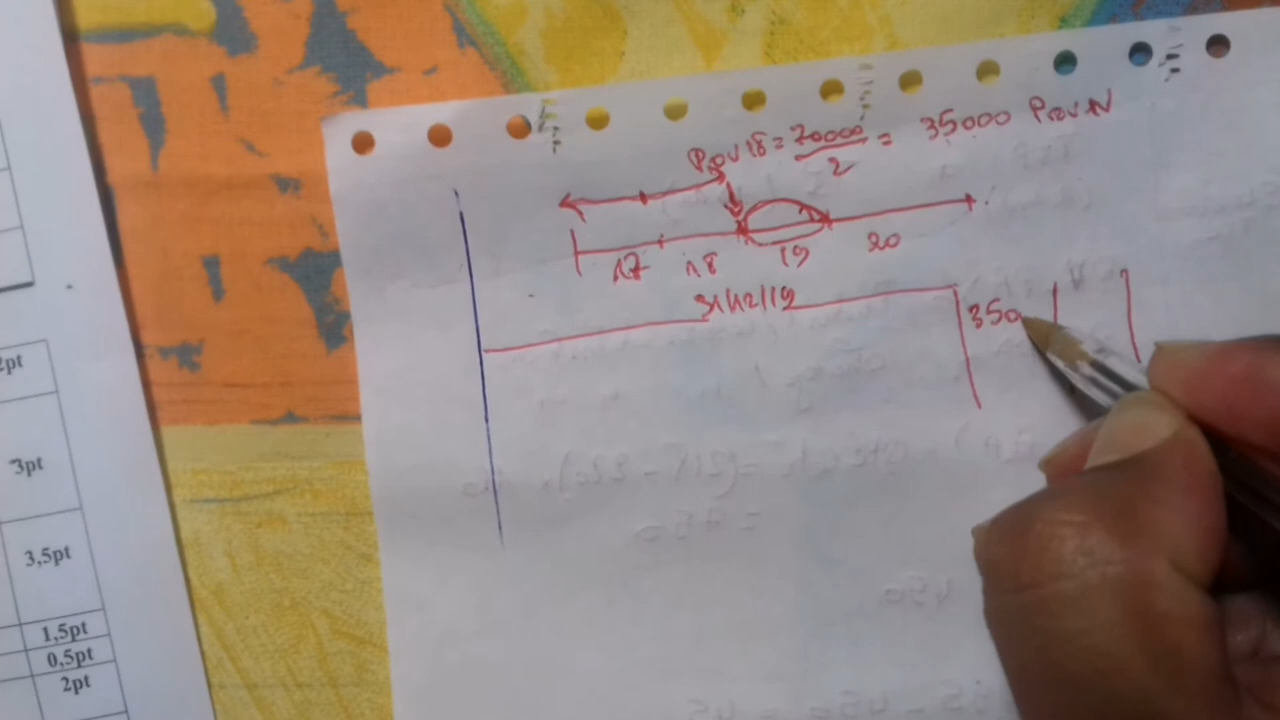 Prov 18 = 70000 / 2 = 35000 Prov N
17 18 19 20
31/12/19
350
2pt
3pt
3,5pt
1,5pt
0,5pt
2pt